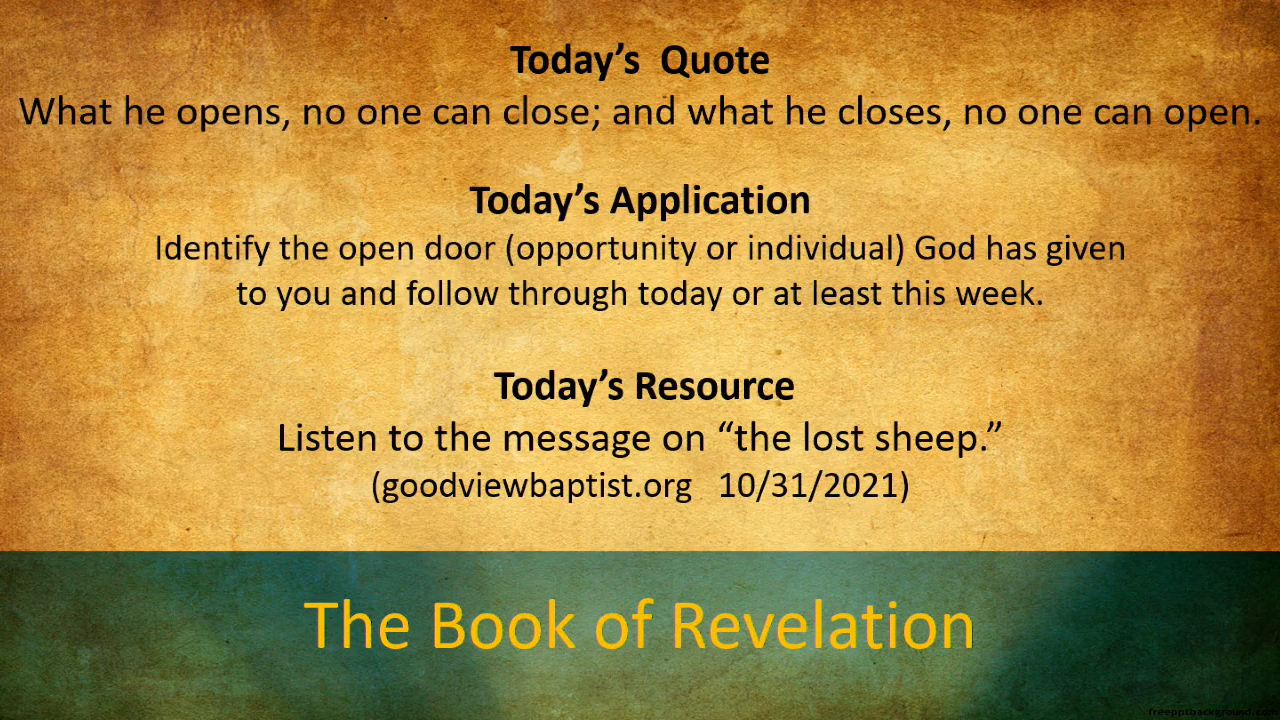 Today’s  Quote
What he opens, no one can close; and what he closes, no one can open.
Today’s Application
Identify the open door (opportunity or individual) God has given
to you and follow through today or at least this week.
Today’s Resource
Listen to the message on “the lost sheep.”
(goodviewbaptist.org   10/31/2021)
The Book of Revelation
freepptbackground.com